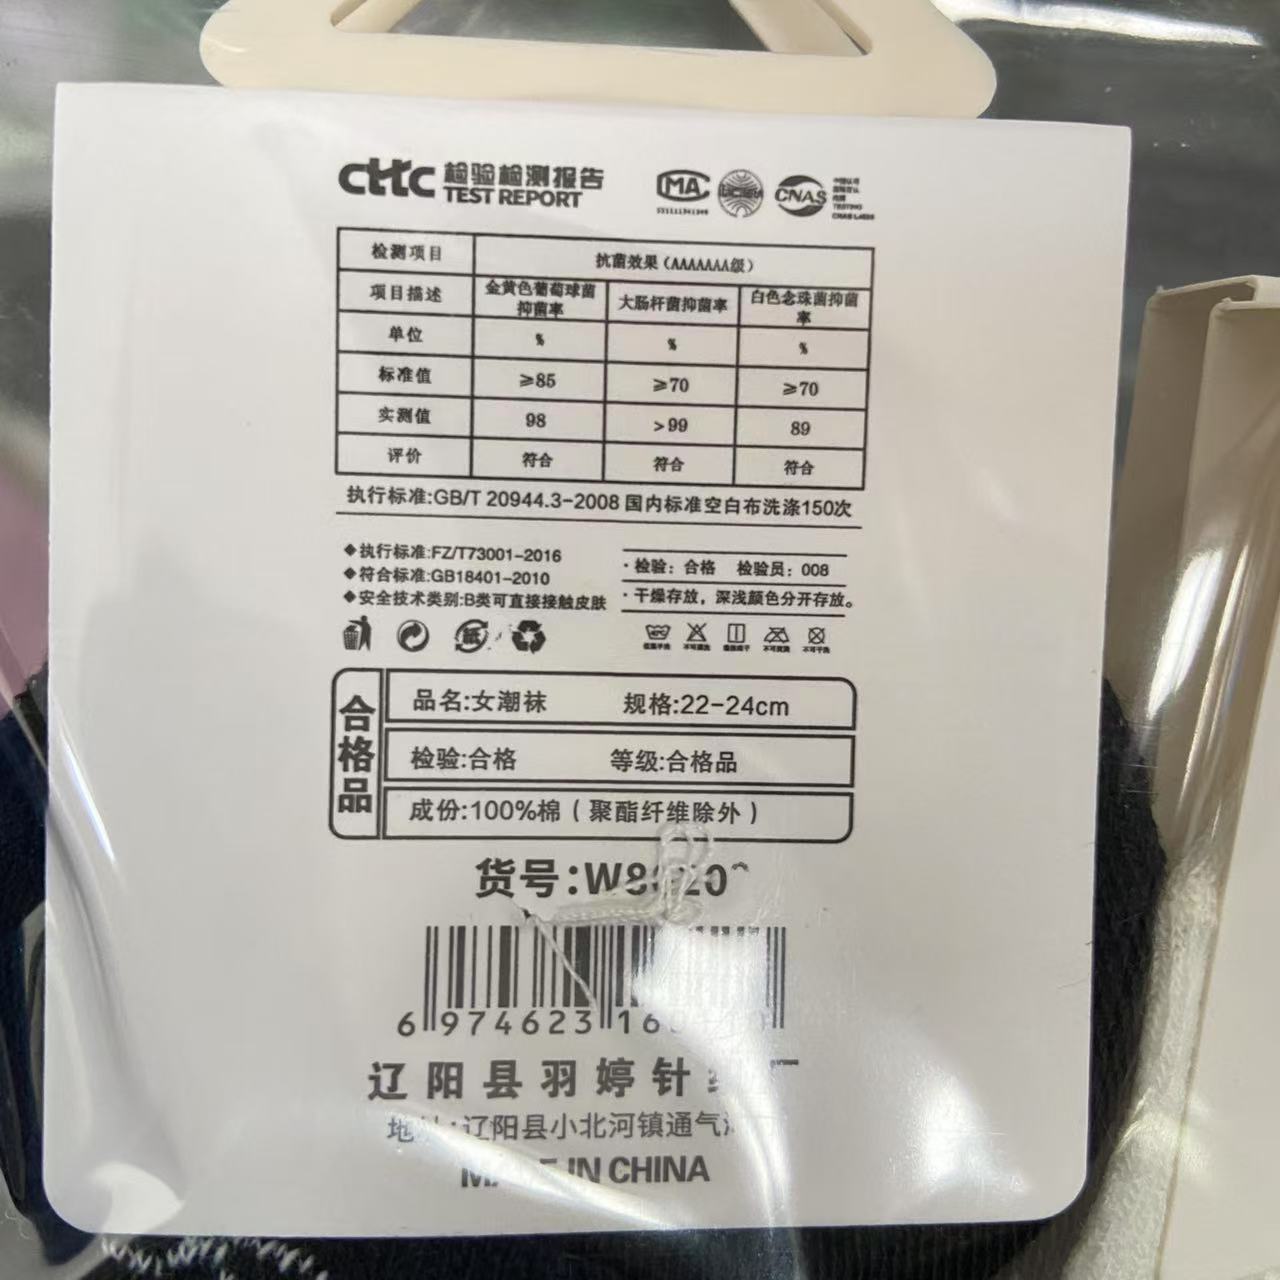 cttc 检验检测报告
TEST REPORT
MA
CNAS
TESTING
检测项目 抗菌效果(AAAAAAA级)
项目描述 金黄色葡萄球菌抑菌率 大肠杆菌抑菌率 白色念珠菌抑菌率
单位 % % %
标准值 ≥85 ≥70 ≥70
实测值 98 >99 89
评价 符合 符合 符合
执行标准:GB/T 20944.3-2008 国内标准空白布洗涤150次
◆执行标准:FZ/T73001-2016
◆符合标准:GB18401-2010
◆安全技术类别:B类可直接接触皮肤
·检验：合格 检验员：008
·干燥存放，深浅颜色分开存放。
合格品
品名:女潮袜 规格:22-24cm
检验:合格 等级:合格品
成份:100%棉（聚酯纤维除外）
货号:
6 974623
辽阳县羽婷针
辽阳县小北河镇通气
IN CHINA